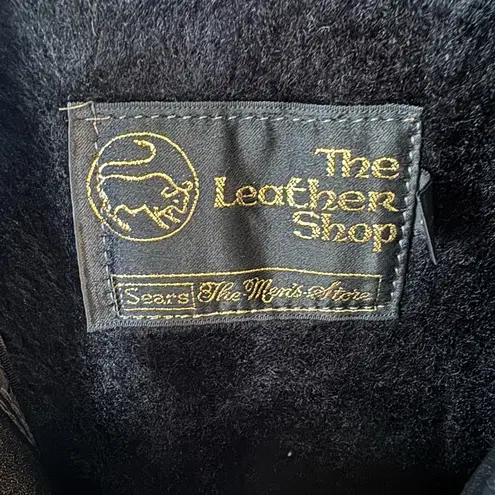 The
Leather
Shop
Sears The Men's Store